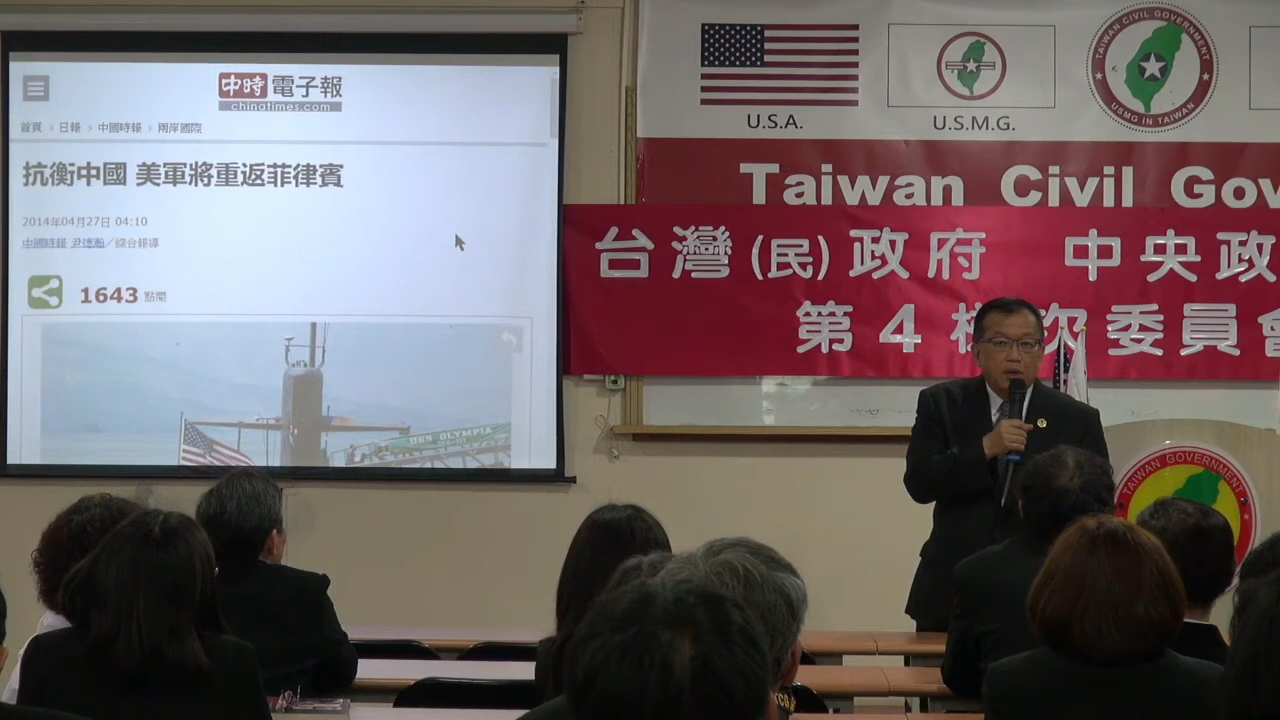 中時 電子報
chinatimes.com
首頁 > 日報 > 中國時報 > 兩岸國際
抗衡中國 美軍將重返菲律賓
2014年04月27日 04:10
中國時報 尹德瀚／綜合報導
1643 點閱
USS OLYMPIA
U.S.A.
U.S.M.G.
TAIWAN CIVIL GOVERNMENT
USMG IN TAIWAN
Taiwan Civil Gov
台灣(民)政府 中央政
第4 次委員會
TAIWAN GOVERNMENT